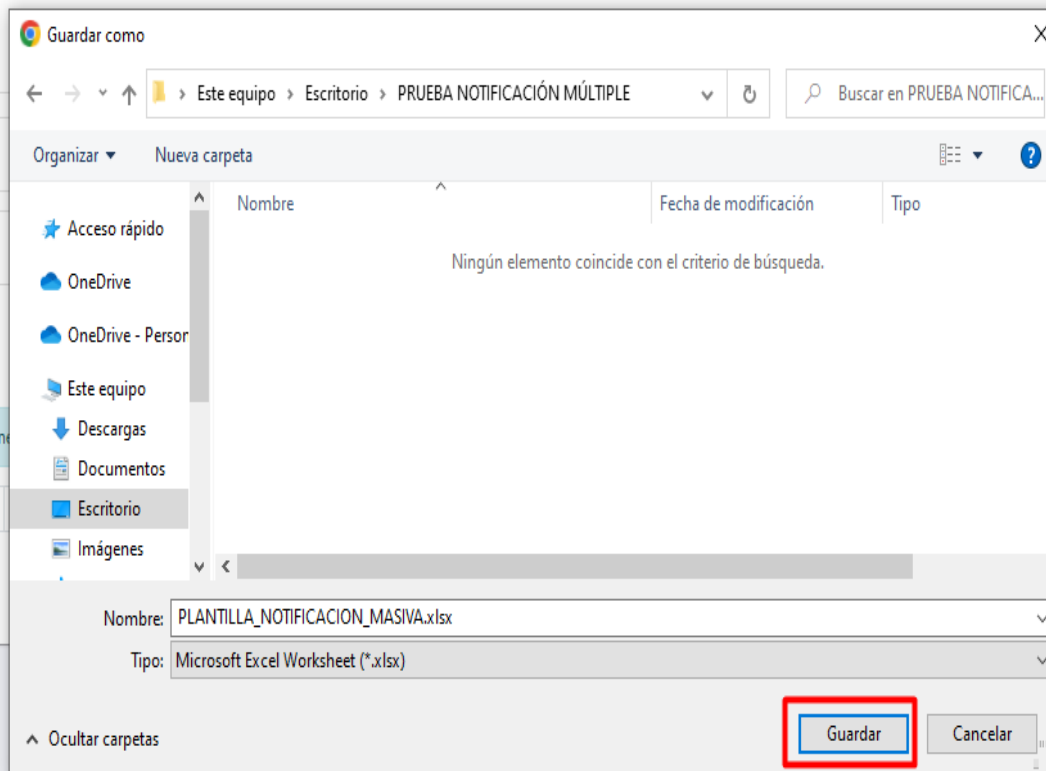 Guardar como
Este equipo > Escritorio > PRUEBA NOTIFICACIÓN MÚLTIPLE
Buscar en PRUEBA NOTIFICA...
Organizar Nueva carpeta
?
Nombre Fecha de modificación Tipo
Ningún elemento coincide con el criterio de búsqueda.
Acceso rápido
OneDrive
OneDrive - Person
Este equipo
Descargas
Documentos
Escritorio
Imágenes
Nombre: PLANTILLA_NOTIFICACION_MASIVA.xlsx
Tipo: Microsoft Excel Worksheet (*.xlsx)
Ocultar carpetas
Guardar Cancelar